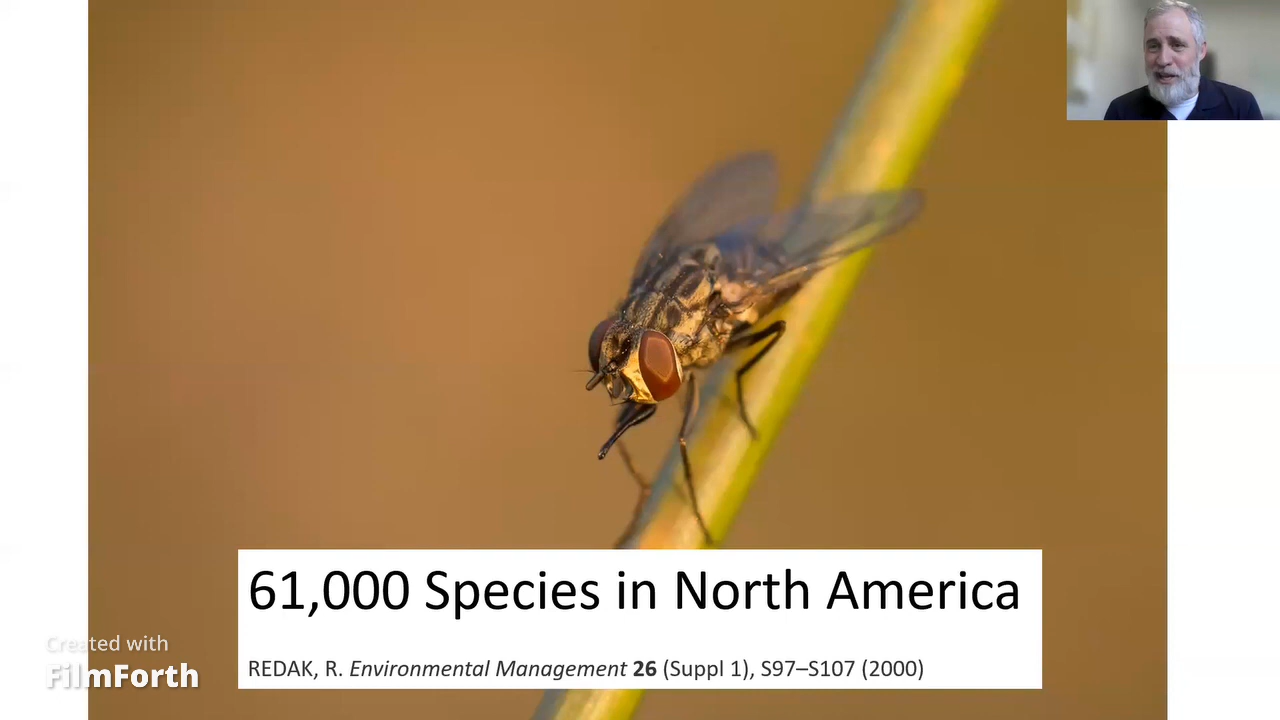 61,000 Species in North America
REDAK, R. Environmental Management 26 (Suppl 1), S97–S107 (2000)
Created with
FilmForth